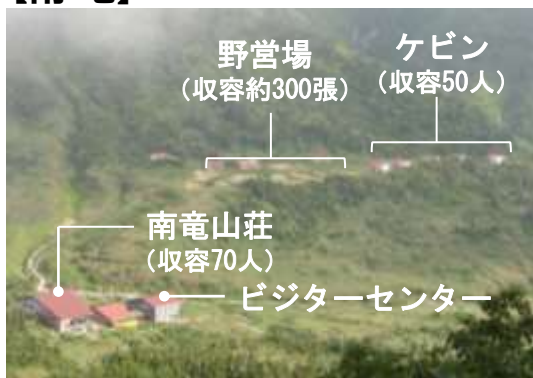 野営場
（収容約300張）
ケビン
（収容50人）
南竜山荘
（収容70人）
ビジターセンター